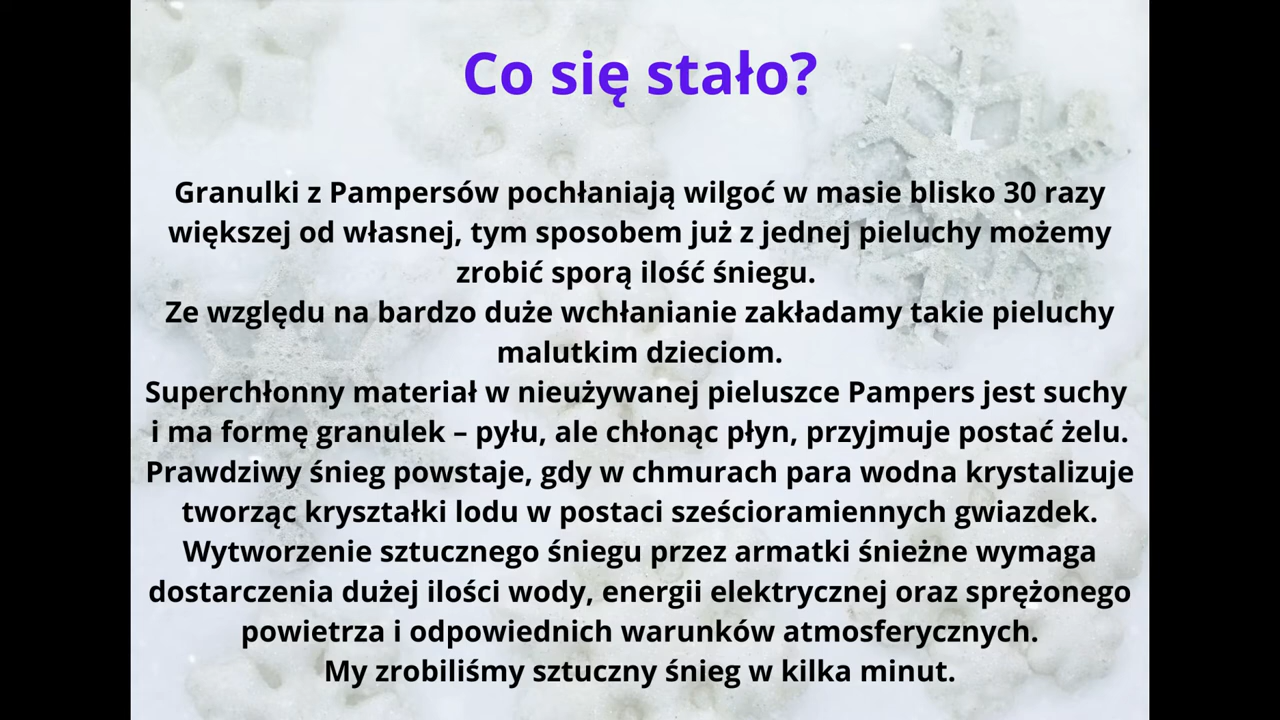 Co się stało?
Granulki z Pampersów pochłaniają wilgoć w masie blisko 30 razy
większej od własnej, tym sposobem już z jednej pieluchy możemy
zrobić sporą ilość śniegu.
Ze względu na bardzo duże wchłanianie zakładamy takie pieluchy
malutkim dzieciom.
Superchłonny materiał w nieużywanej pieluszce Pampers jest suchy
i ma formę granulek – pyłu, ale chłonąc płyn, przyjmuje postać żelu.
Prawdziwy śnieg powstaje, gdy w chmurach para wodna krystalizuje
tworząc kryształki lodu w postaci sześcioramiennych gwiazdek.
Wytworzenie sztucznego śniegu przez armatki śnieżne wymaga
dostarczenia dużej ilości wody, energii elektrycznej oraz sprężonego
powietrza i odpowiednich warunków atmosferycznych.
My zrobiliśmy sztuczny śnieg w kilka minut.